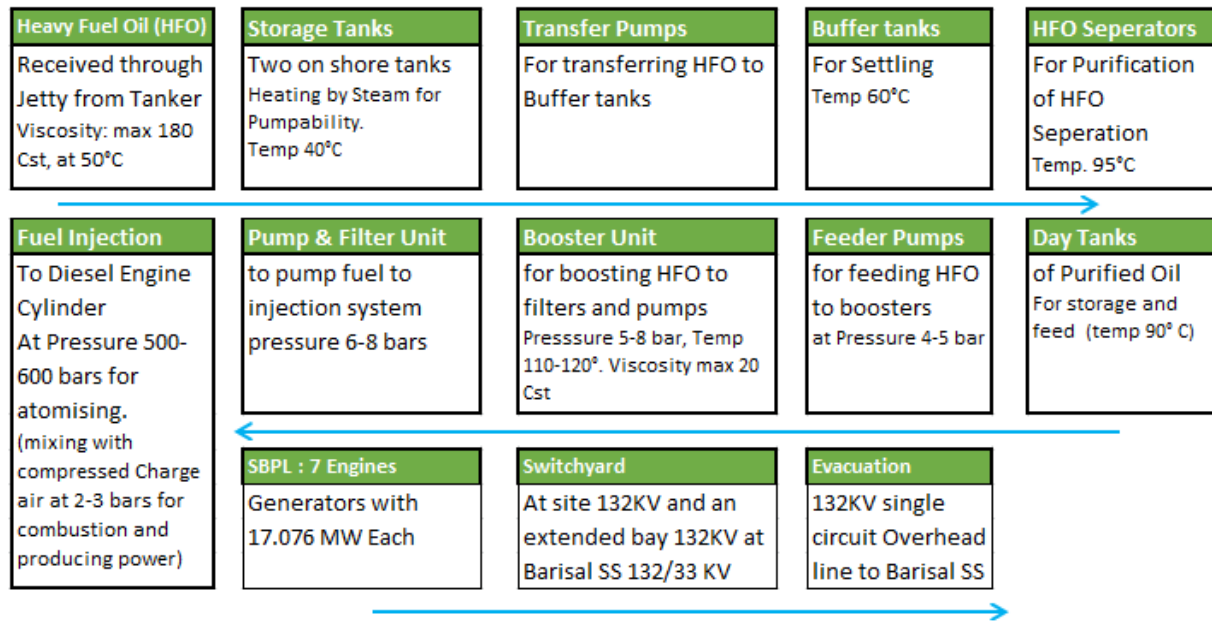 Heavy Fuel Oil (HFO)
Received through
Jetty from Tanker
Viscosity: max 180
Cst, at 50°C
Storage Tanks
Two on shore tanks
Heating by Steam for
Pumpability.
Temp 40°C
Transfer Pumps
For transferring HFO to
Buffer tanks
Buffer tanks
For Settling
Temp 60°C
HFO Seperators
For Purification
of HFO
Seperation
Temp. 95°C
Fuel Injection
To Diesel Engine
Cylinder
At Pressure 500-
600 bars for
atomising.
(mixing with
compressed Charge
air at 2-3 bars for
combustion and
producing power)
Pump & Filter Unit
to pump fuel to
injection system
pressure 6-8 bars
Booster Unit
for boosting HFO to
filters and pumps
Presssure 5-8 bar, Temp
110-120°. Viscosity max 20
Cst
Feeder Pumps
for feeding HFO
to boosters
at Pressure 4-5 bar
Day Tanks
of Purified Oil
For storage and
feed (temp 90° C)
SBPL : 7 Engines
Generators with
17.076 MW Each
Switchyard
At site 132KV and an
extended bay 132KV at
Barisal SS 132/33 KV
Evacuation
132KV single
circuit Overhead
line to Barisal SS